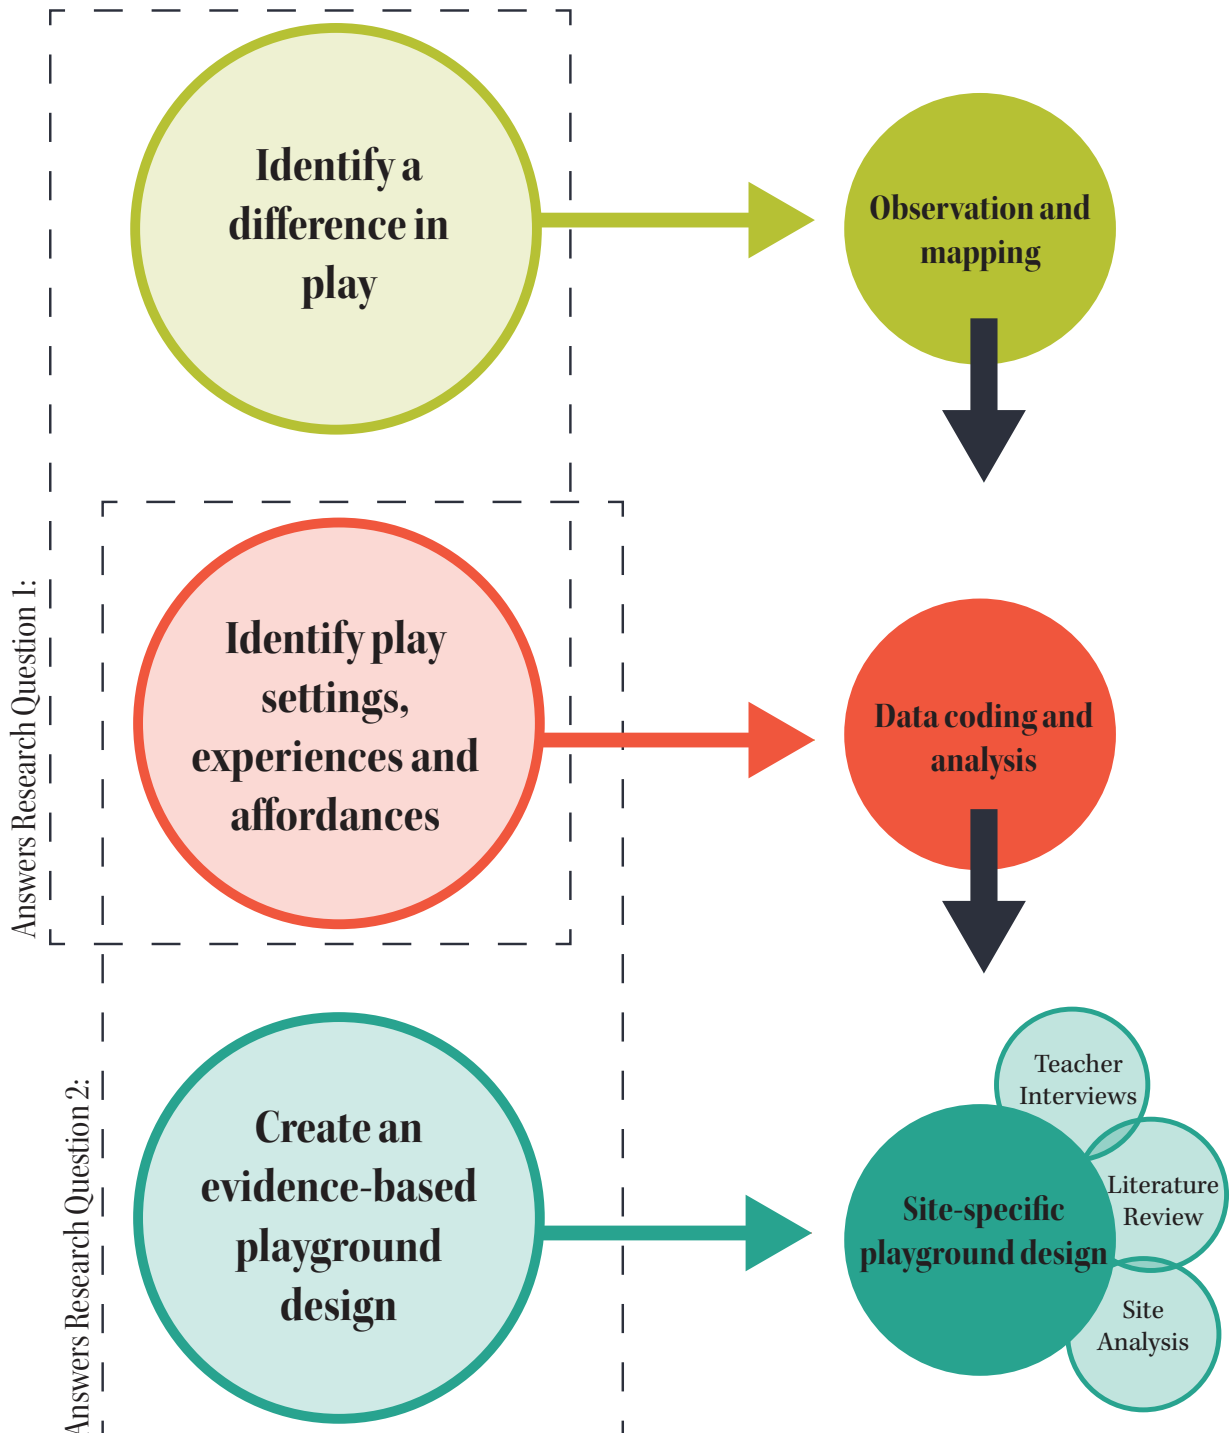 Identify a
difference in
play
Observation and
mapping
Answers Research Question 1:
Identify play
settings,
experiences and
affordances
Data coding and
analysis
Answers Research Question 2:
Create an
evidence-based
playground
design
Site-specific
playground design
Teacher
Interviews
Literature
Review
Site
Analysis